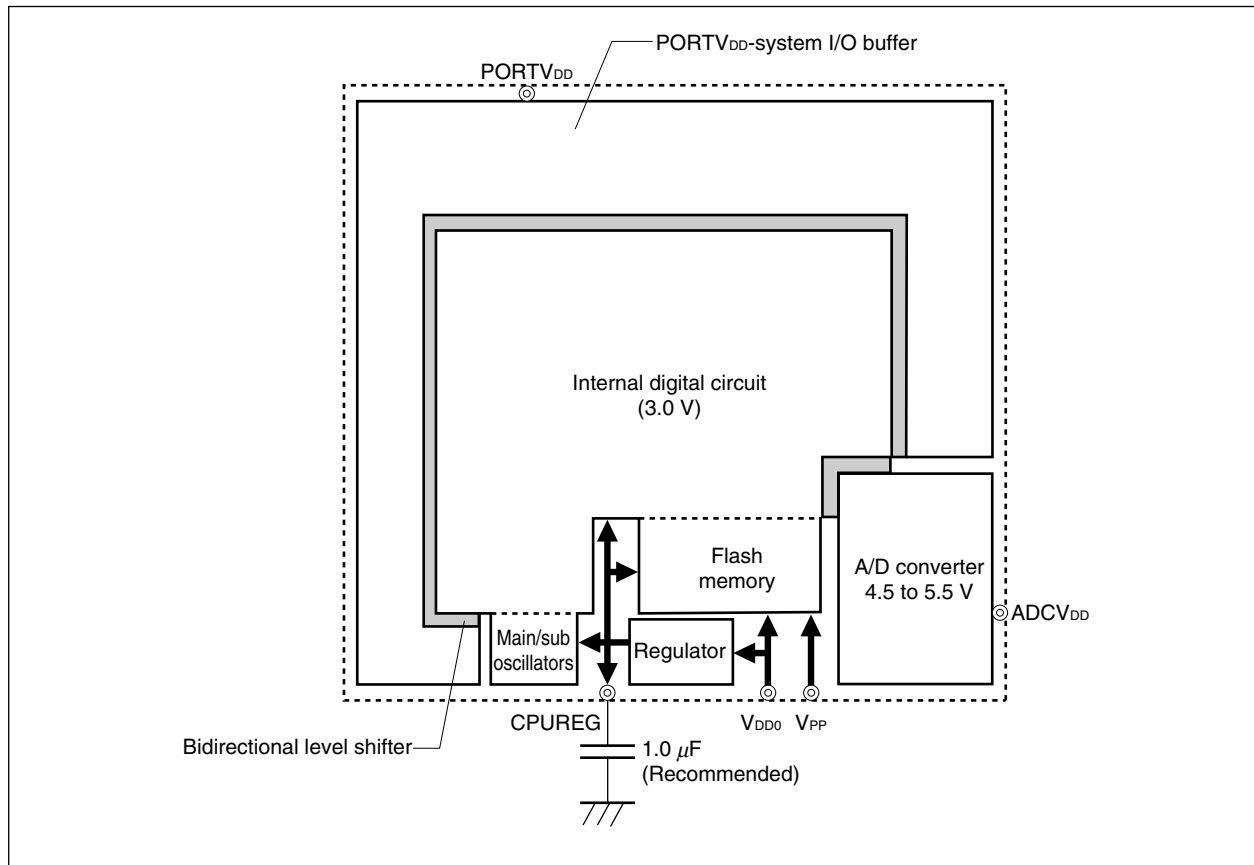 PORTVDD-system I/O buffer
PORTVDD
Internal digital circuit
(3.0 V)
Flash
memory
A/D converter
4.5 to 5.5 V
ADCVDD
Main/sub
oscillators
Regulator
CPUREG
VDD0
VPP
Bidirectional level shifter
1.0 μF
(Recommended)